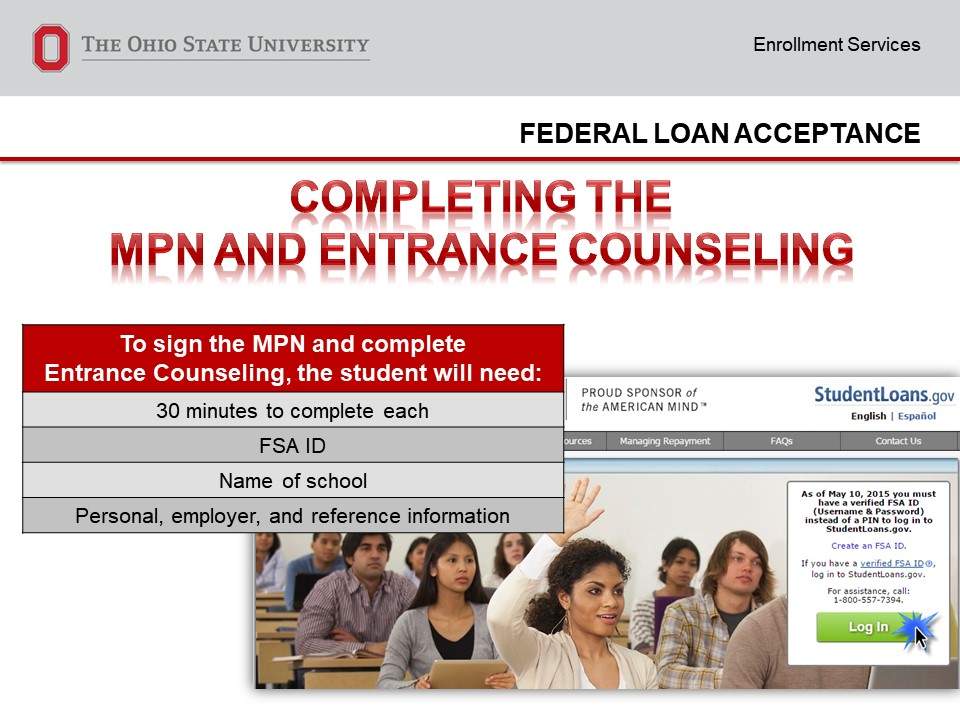 THE OHIO STATE UNIVERSITY
Enrollment Services
FEDERAL LOAN ACCEPTANCE
COMPLETING THE
MPN AND ENTRANCE COUNSELING
To sign the MPN and complete
Entrance Counseling, the student will need:
30 minutes to complete each
FSA ID
Name of school
Personal, employer, and reference information
PROUD SPONSOR of
the AMERICAN MIND™
StudentLoans.gov
English | Español
ources
Managing Repayment
FAQs
Contact Us
As of May 10, 2015 you must
have a verified FSA ID
(Username & Password)
instead of a PIN to log in to
StudentLoans.gov.
Create an FSA ID.
If you have a verified FSA ID®,
log in to StudentLoans.gov.
For assistance, call:
1-800-557-7394.
Log In